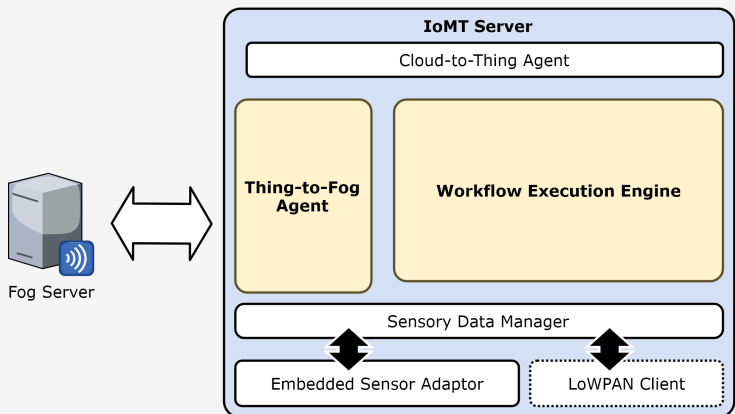 IoMT Server
Cloud-to-Thing Agent
Thing-to-Fog
Agent
Workflow Execution Engine
Fog Server
Sensory Data Manager
Embedded Sensor Adaptor
LoWPAN Client